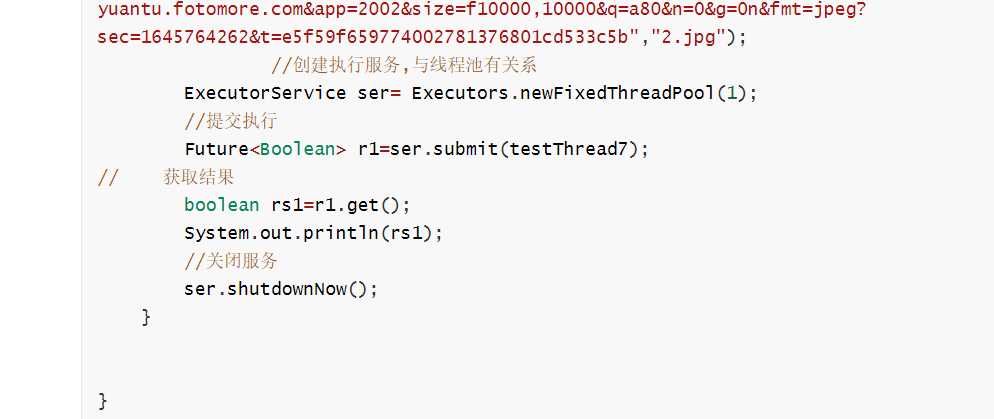 yuantu.fotomore.com&app=2002&size=f10000,10000&q=a80&n=0&g=0n&fmt=jpeg?
sec=1645764262&t=e5f59f659774002781376801cd533c5b","2.jpg");
//创建执行服务,与线程池有关系
ExecutorService ser= Executors.newFixedThreadPool(1);
//提交执行
Future<Boolean> r1=ser.submit(testThread7);
//    获取结果
boolean rs1=r1.get();
System.out.println(rs1);
//关闭服务
ser.shutdownNow();
}
}